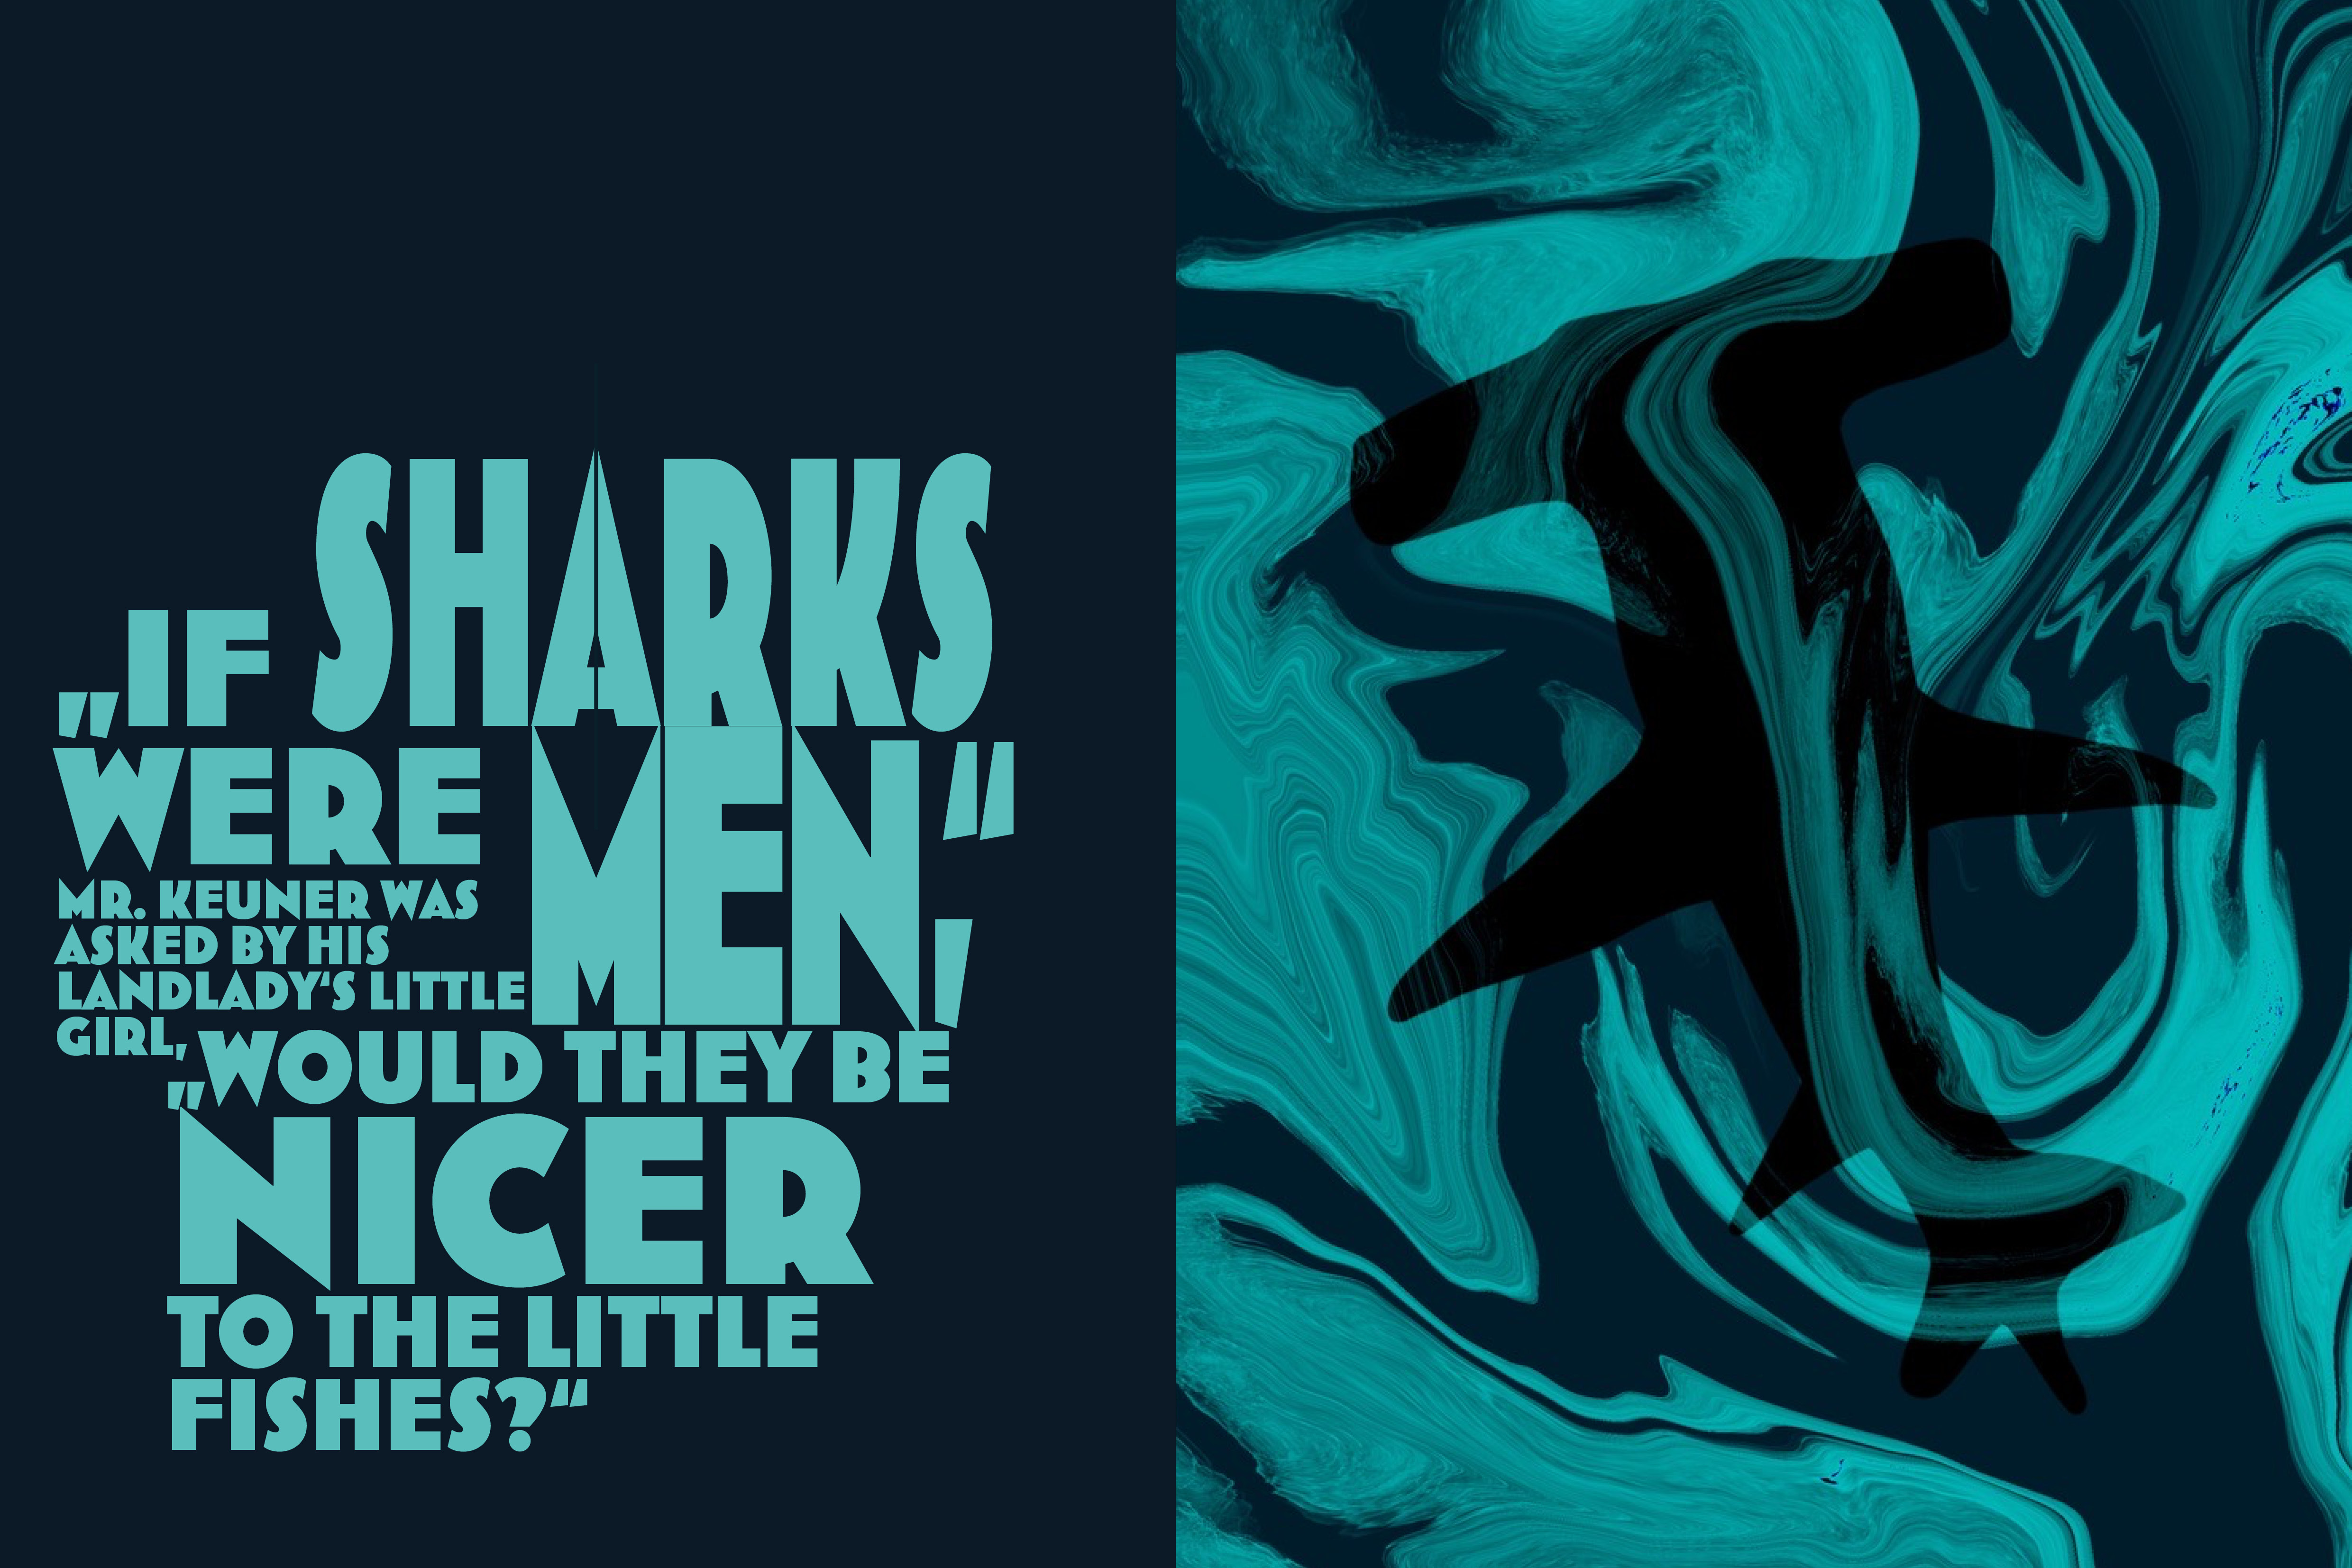 „IF SHARKS
WERE MEN,“
MR. KEUNER WAS
ASKED BY HIS
LANDLADY‘S LITTLE
GIRL,
„WOULD THEY BE
NICER
TO THE LITTLE
FISHES?“